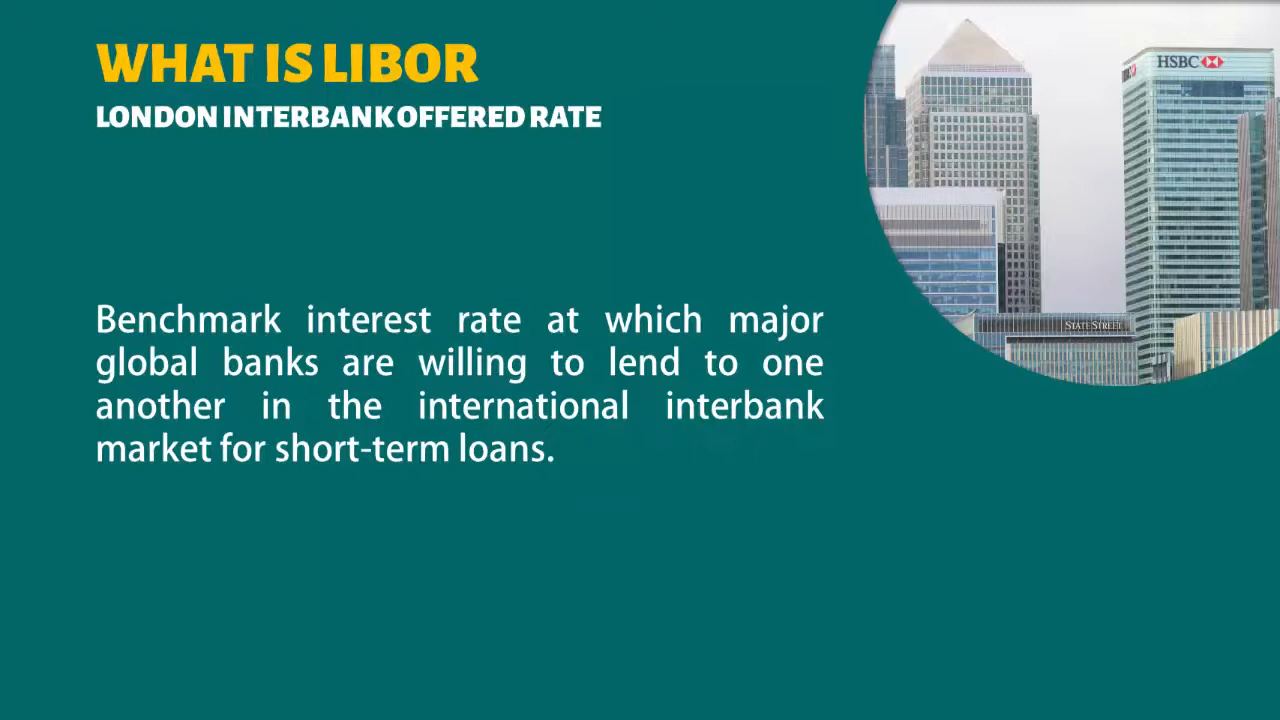 WHAT IS LIBOR
LONDON INTERBANK OFFERED RATE
HSBC
STATE STREET
Benchmark interest rate at which major
global banks are willing to lend to one
another in the international interbank
market for short-term loans.